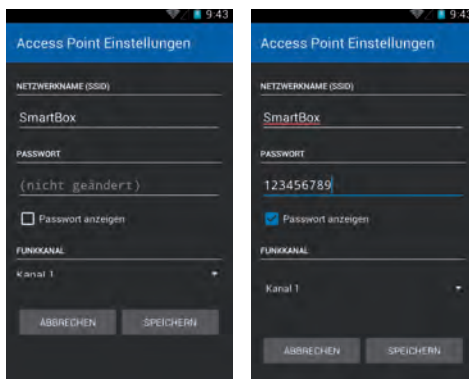 9:43
Access Point Einstellungen
NETZWERKNAME (SSID)
SmartBox
PASSWORT
(nicht geändert)
Passwort anzeigen
FUNKKANAL
Kanal 1
ABBRECHEN SPEICHERN
9:43
Access Point Einstellungen
NETZWERKNAME (SSID)
SmartBox
PASSWORT
123456789
Passwort anzeigen
FUNKKANAL
Kanal 1
ABBRECHEN SPEICHERN